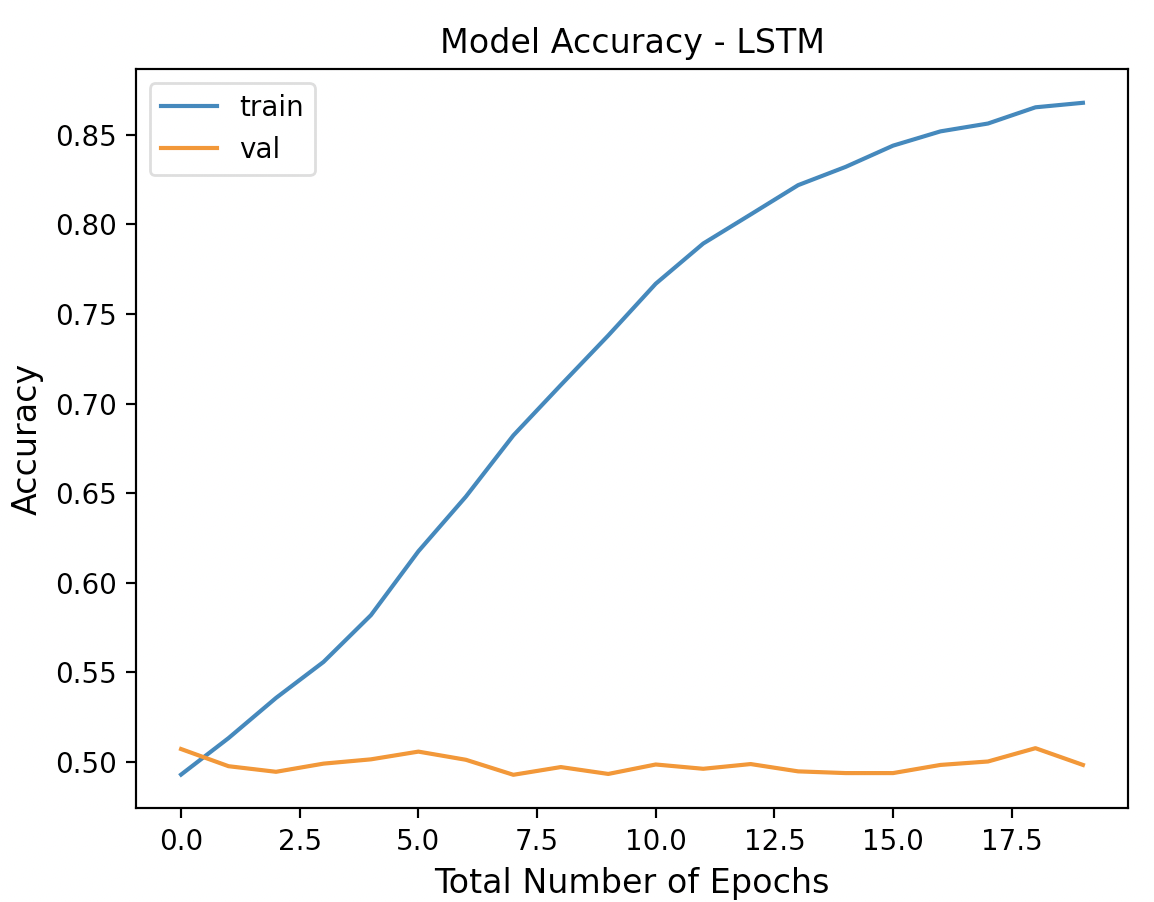 Model Accuracy - LSTM
train
val
Accuracy
0.85
0.80
0.75
0.70
0.65
0.60
0.55
0.50
0.0 2.5 5.0 7.5 10.0 12.5 15.0 17.5
Total Number of Epochs